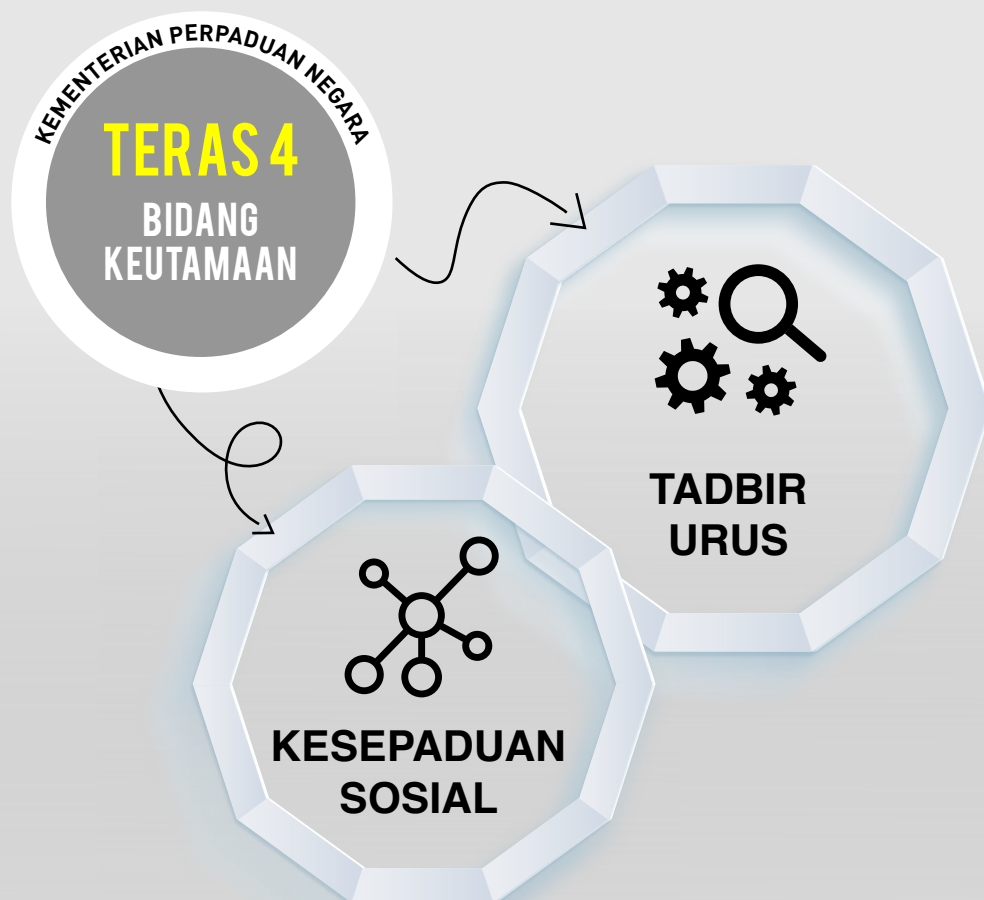 KEMENTERIAN PERPADUAN NEGARA
TERAS 4
BIDANG
KEUTAMAAN
TADBIR
URUS
KESEPADUAN
SOSIAL